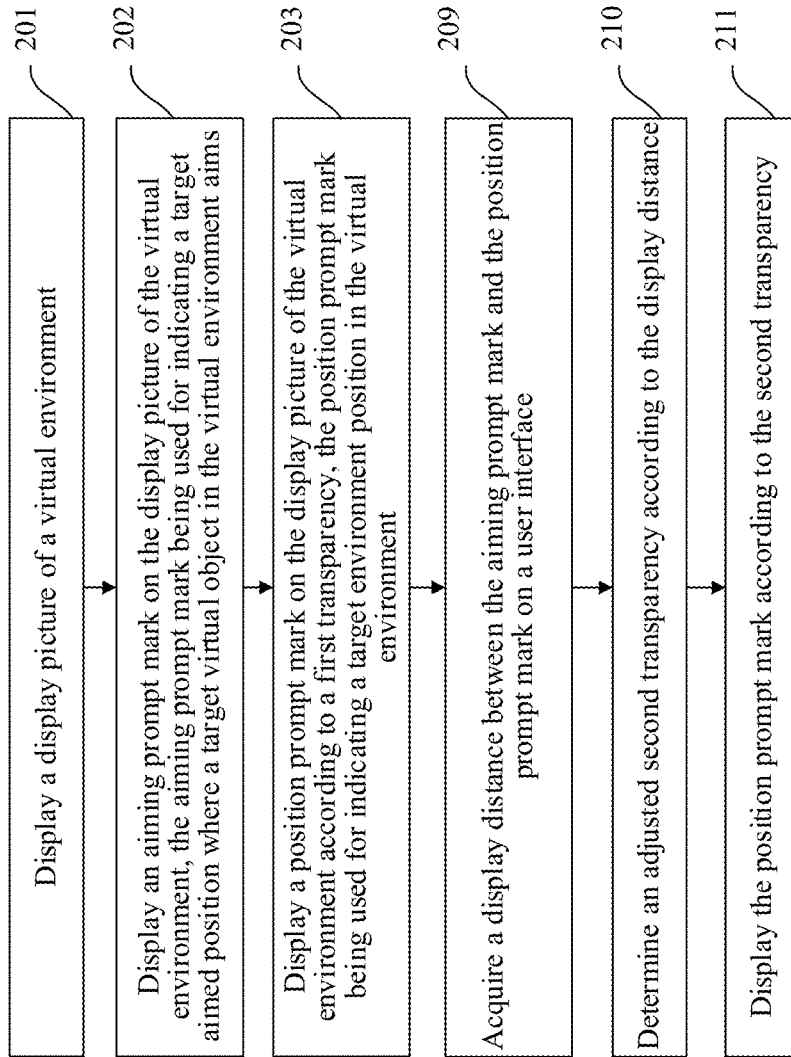 201
Display a display picture of a virtual environment
202
Display an aiming prompt mark on the display picture of the virtual
environment, the aiming prompt mark being used for indicating a target
aimed position where a target virtual object in the virtual environment aims
203
Display a position prompt mark on the display picture of the virtual
environment according to a first transparency, the position prompt mark
being used for indicating a target environment position in the virtual
environment
209
Acquire a display distance between the aiming prompt mark and the position
prompt mark on a user interface
210
Determine an adjusted second transparency according to the display distance
211
Display the position prompt mark according to the second transparency